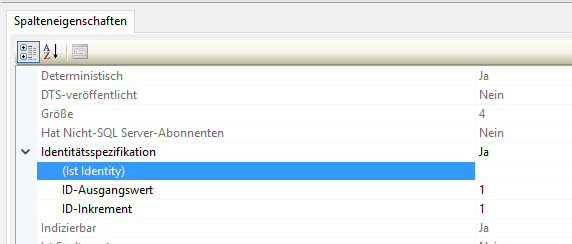 Spalteneigenschaften
Deterministisch Ja
DTS-veröffentlicht Nein
Größe 4
Hat Nicht-SQL Server-Abonnenten Nein
Identitätsspezifikation Ja
(Ist Identity)
ID-Ausgangswert 1
ID-Inkrement 1
Indizierbar Ja